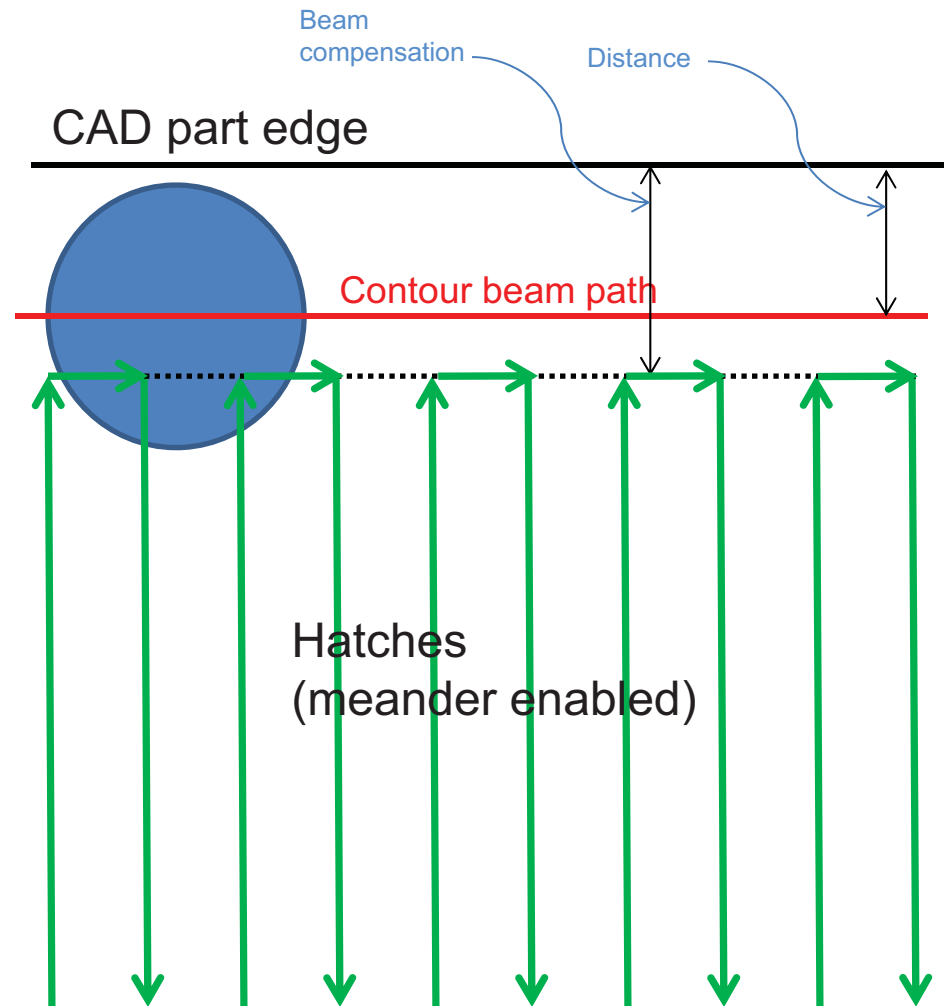 Beam
compensation
Distance
CAD part edge
Contour beam path
Hatches
(meander enabled)